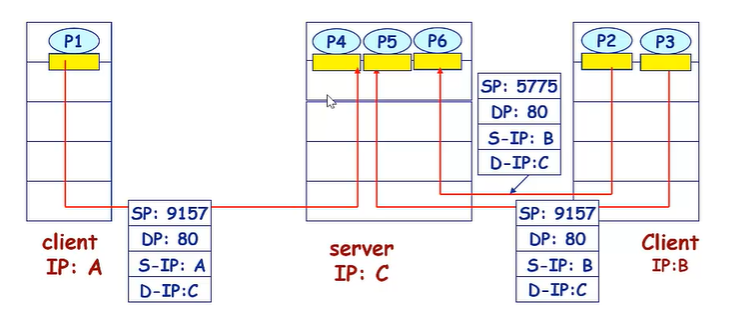 P1
P4
P5
P6
P2
P3
SP: 5775
DP: 80
S-IP: B
D-IP:C
SP: 9157
DP: 80
S-IP: A
D-IP:C
SP: 9157
DP: 80
S-IP: B
D-IP:C
client
IP: A
server
IP: C
Client
IP:B